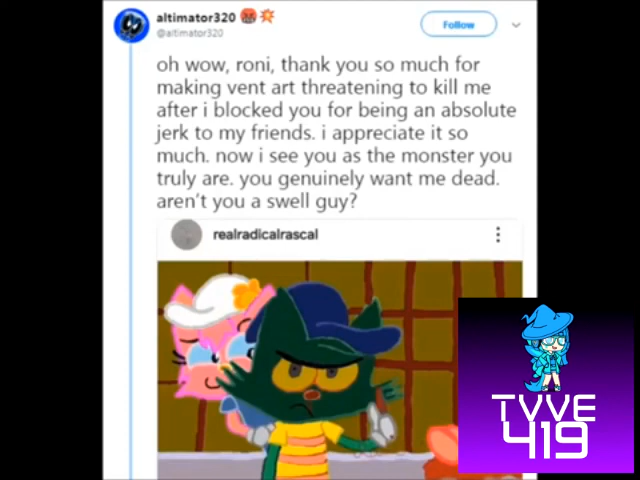 altimator320
@altimator320
Follow
oh wow, roni, thank you so much for
making vent art threatening to kill me
after i blocked you for being an absolute
jerk to my friends. i appreciate it so
much. now i see you as the monster you
truly are. you genuinely want me dead.
aren't you a swell guy?
realradicalrascal
TVVE
419